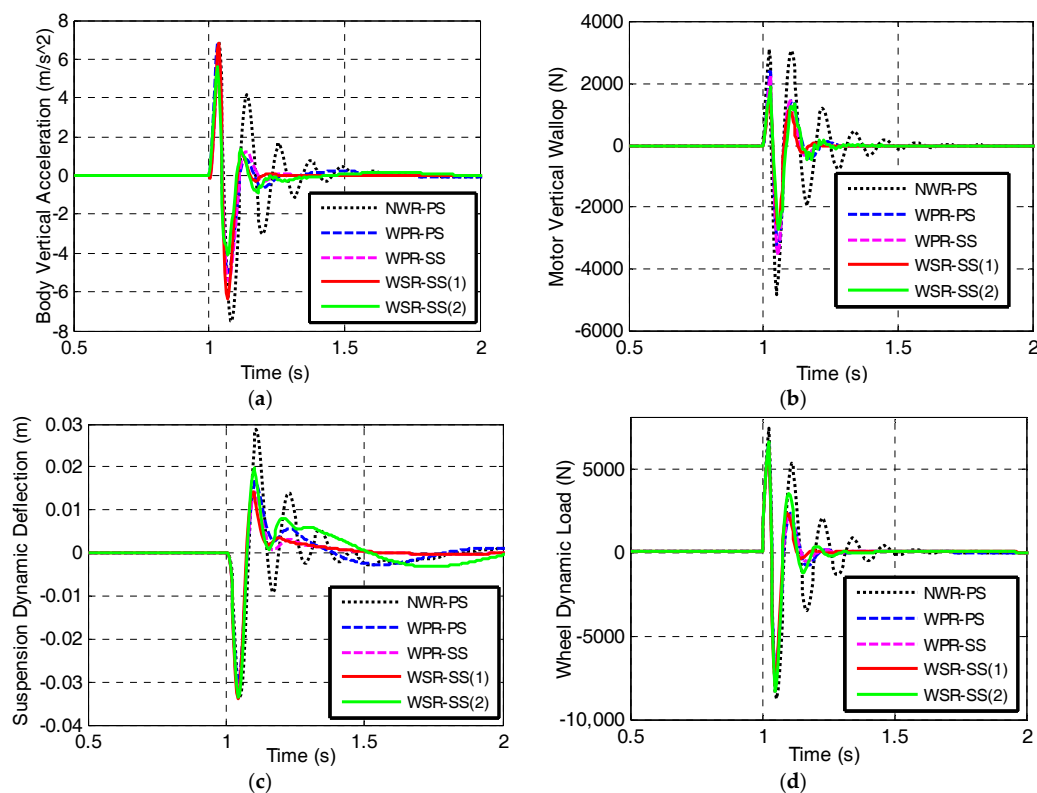 Body Vertical Acceleration (m/s^2)
8
6
4
2
0
-2
-4
-6
-8
0.5
1
1.5
2
Time (s)
NWR-PS
WPR-PS
WPR-SS
WSR-SS(1)
WSR-SS(2)
(a)
Motor Vertical Wallop (N)
4000
2000
0
-2000
-4000
-6000
0.5
1
1.5
2
Time (s)
NWR-PS
WPR-PS
WPR-SS
WSR-SS(1)
WSR-SS(2)
(b)
Suspension Dynamic Deflection (m)
0.03
0.02
0.01
0
-0.01
-0.02
-0.03
-0.04
0.5
1
1.5
2
Time (s)
NWR-PS
WPR-PS
WPR-SS
WSR-SS(1)
WSR-SS(2)
(c)
Wheel Dynamic Load (N)
5000
0
-5000
-10,000
0.5
1
1.5
2
Time (s)
NWR-PS
WPR-PS
WPR-SS
WSR-SS(1)
WSR-SS(2)
(d)